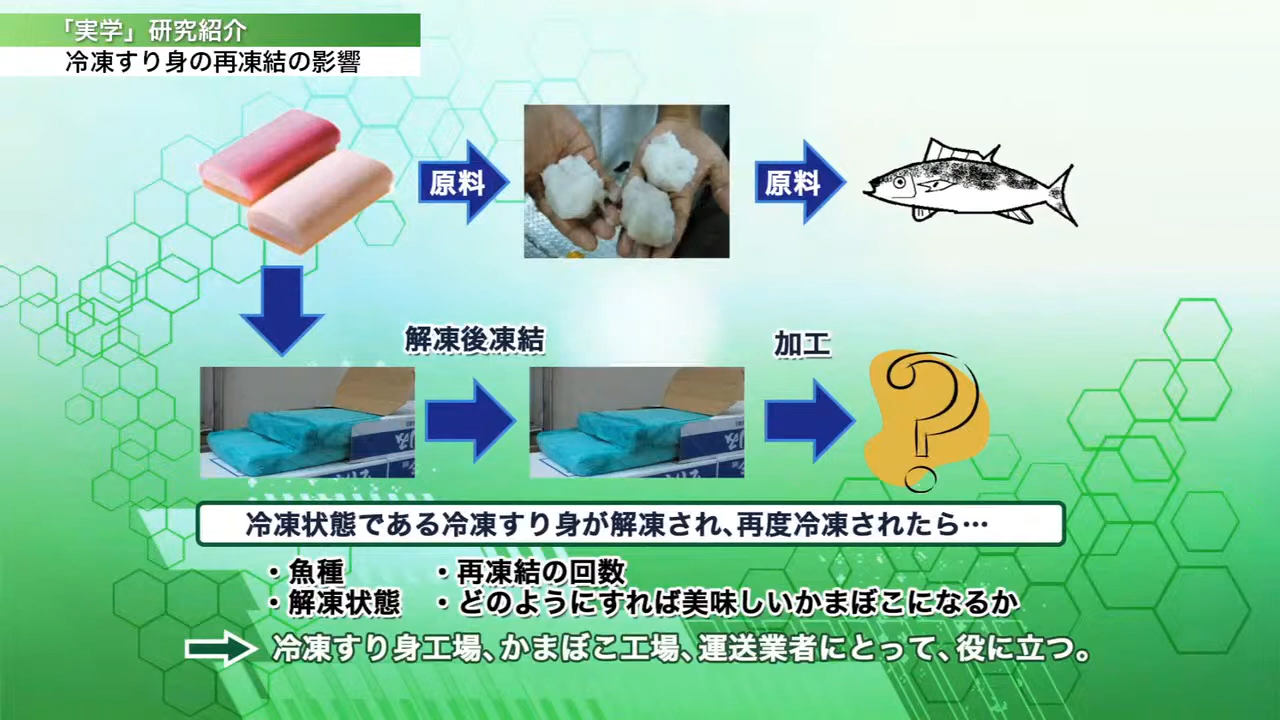 「実学」研究紹介
冷凍すり身の再凍結の影響
原料
原料
解凍後凍結
加工
冷凍状態である冷凍すり身が解凍され、再度冷凍されたら…
・魚種
・再凍結の回数
・解凍状態
・どのようにすれば美味しいかまぼこになるか
冷凍すり身工場、かまぼこ工場、運送業者にとって、役に立つ。